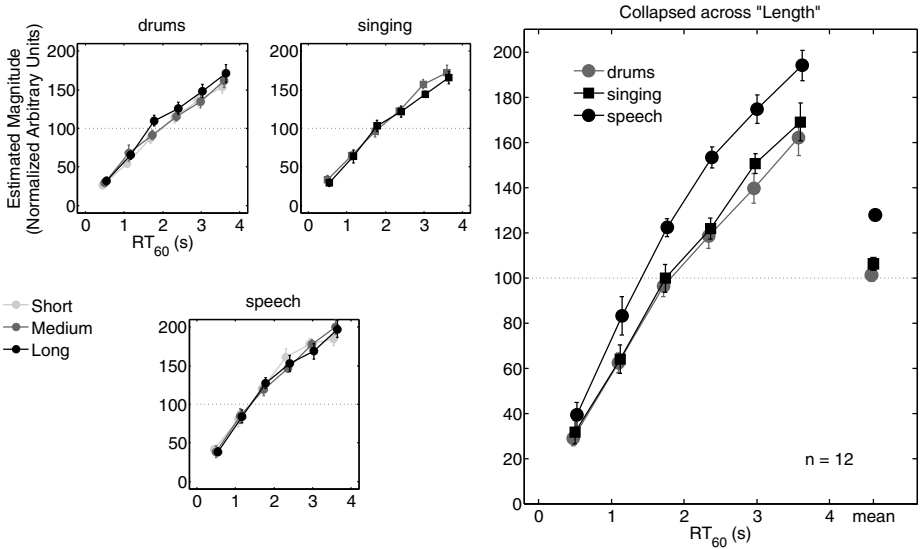 drums
200
150
100
50
0
0 1 2 3 4
RT60 (s)
Estimated Magnitude
(Normalized Arbitrary Units)
singing
200
150
100
50
0
0 1 2 3 4
Short
Medium
Long
speech
200
150
100
50
0
0 1 2 3 4
Collapsed across "Length"
200
180
160
140
120
100
80
60
40
20
0
drums
singing
speech
n = 12
0 1 2 3 4 mean
RT60 (s)